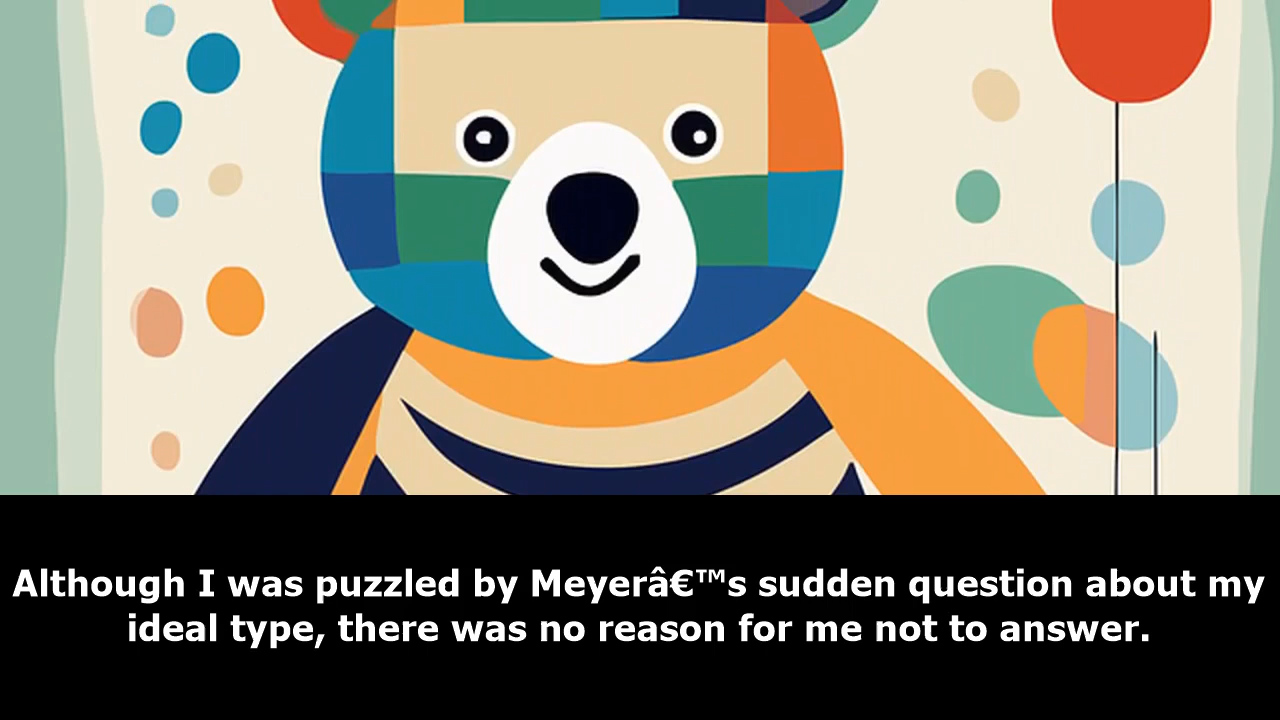 Although I was puzzled by Meyerâ€™s sudden question about my
ideal type, there was no reason for me not to answer.